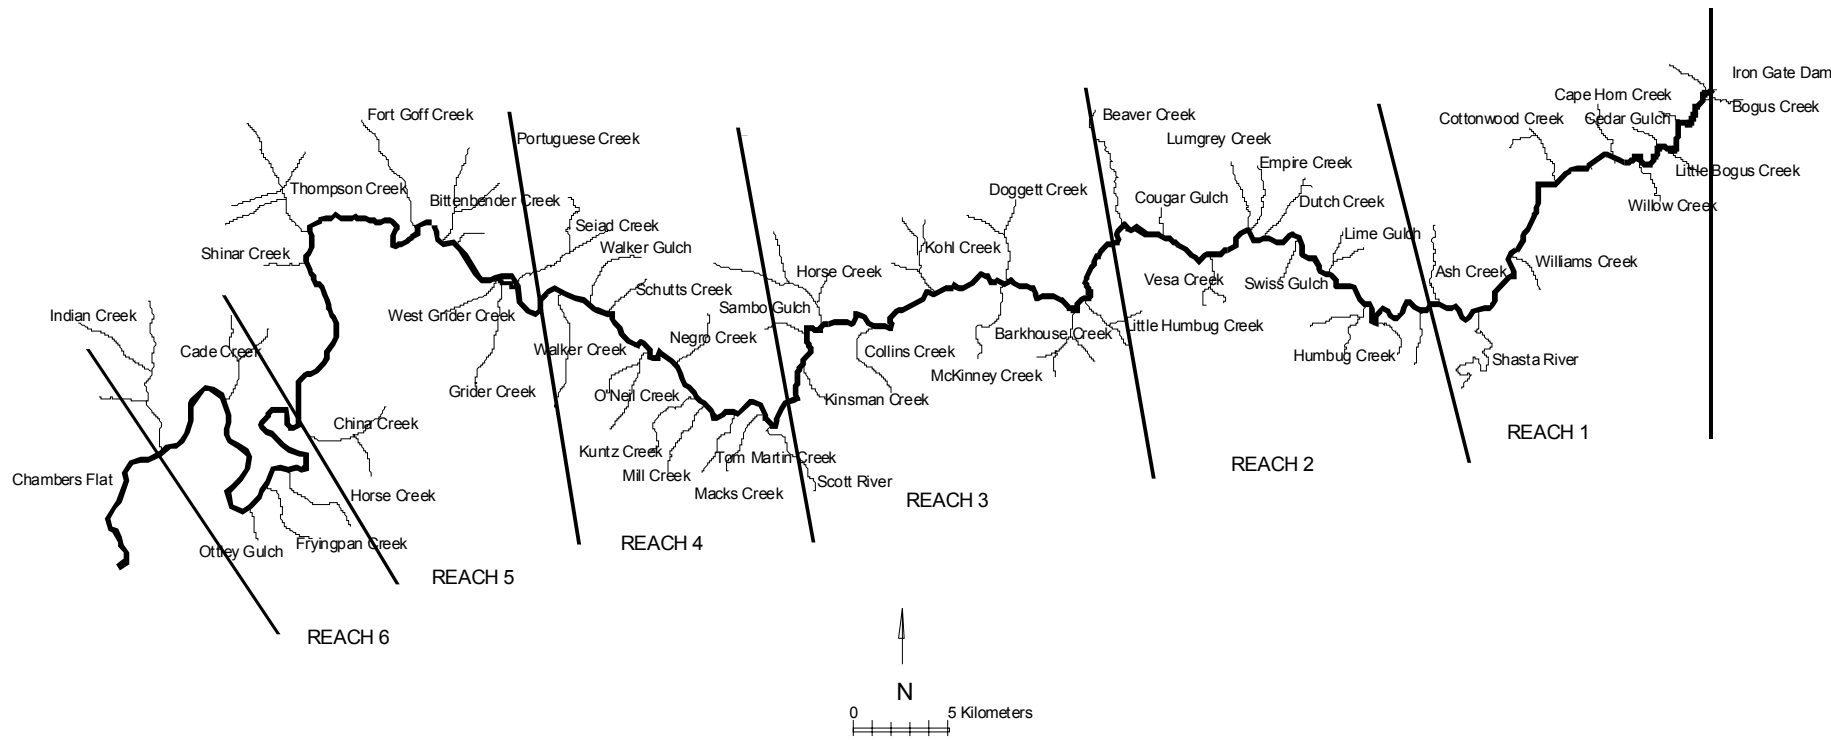 Iron Gate Dam
Cape Horn Creek
Bogus Creek
Fort Goff Creek
Beaver Creek
Cottonwood Creek
Cedar Gulch
Portuguese Creek
Lumgrey Creek
Empire Creek
Little Bogus Creek
Thompson Creek
Bittenbender Creek
Doggett Creek
Cougar Gulch
Dutch Creek
Willow Creek
Seiad Creek
Walker Gulch
Lime Gulch
Shinar Creek
Kohl Creek
Williams Creek
Horse Creek
Ash Creek
Schutts Creek
Vesa Creek
Swiss Gulch
Sambo Gulch
Indian Creek
West Grider Creek
Little Humbug Creek
Negro Creek
Barkhouse Creek
Cade Creek
Walker Creek
Collins Creek
Humbug Creek
Shasta River
McKinney Creek
Grider Creek
O'Neil Creek
Kinsman Creek
China Creek
REACH 1
Kuntz Creek
Tom Martin Creek
REACH 2
Mill Creek
Chambers Flat
Scott River
Macks Creek
Horse Creek
REACH 3
Fryingpan Creek
Ottley Gulch
REACH 4
REACH 5
REACH 6
N
0 5 Kilometers